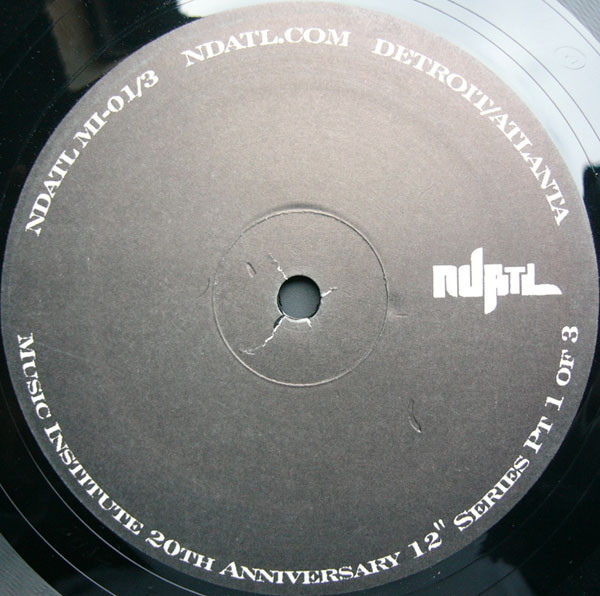 NDATL MI-01/3 NDATL.COM DETROIT/ATLANTA
NDATL
MUSIC INSTITUTE 20TH ANNIVERSARY 12" SERIES PT 1 OF 3